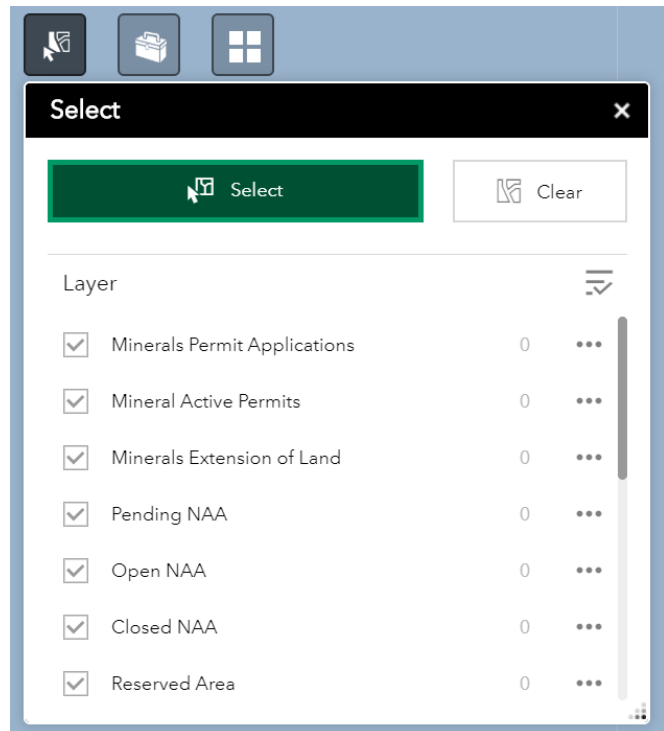 Select
×
Select
Clear
Layer
Minerals Permit Applications 0
Mineral Active Permits 0
Minerals Extension of Land 0
Pending NAA 0
Open NAA 0
Closed NAA 0
Reserved Area 0